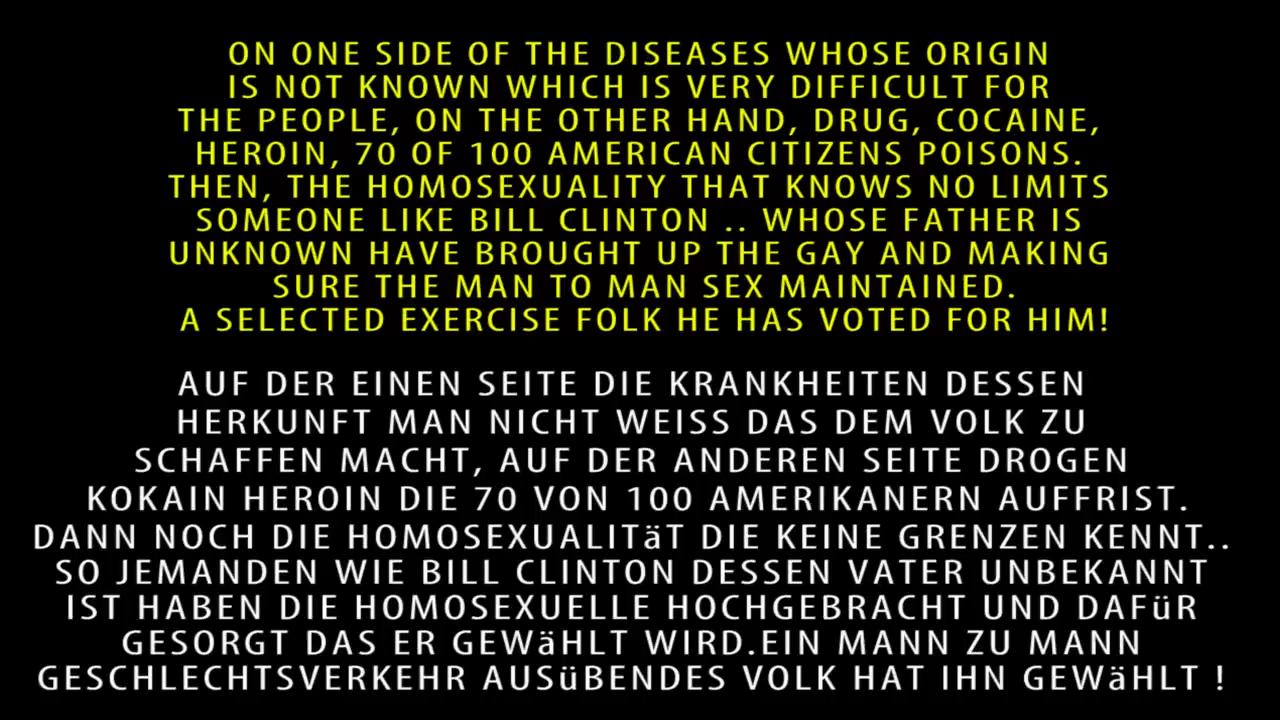 ON ONE SIDE OF THE DISEASES WHOSE ORIGIN
IS NOT KNOWN WHICH IS VERY DIFFICULT FOR
THE PEOPLE, ON THE OTHER HAND, DRUG, COCAINE,
HEROIN, 70 OF 100 AMERICAN CITIZENS POISONS.
THEN, THE HOMOSEXUALITY THAT KNOWS NO LIMITS
SOMEONE LIKE BILL CLINTON .. WHOSE FATHER IS
UNKNOWN HAVE BROUGHT UP THE GAY AND MAKING
SURE THE MAN TO MAN SEX MAINTAINED.
A SELECTED EXERCISE FOLK HE HAS VOTED FOR HIM!
AUF DER EINEN SEITE DIE KRANKHEITEN DESSEN
HERKUNFT MAN NICHT WEISS DAS DEM VOLK ZU
SCHAFFEN MACHT, AUF DER ANDEREN SEITE DROGEN
KOKAIN HEROIN DIE 70 VON 100 AMERIKANERN AUFFRIST.
DANN NOCH DIE HOMOSEXUALITäT DIE KEINE GRENZEN KENNT..
SO JEMANDEN WIE BILL CLINTON DESSEN VATER UNBEKANNT
IST HABEN DIE HOMOSEXUELLE HOCHGEBRACHT UND DAFüR
GESORGT DAS ER GEWäHLT WIRD.EIN MANN ZU MANN
GESCHLECHTSVERKEHR AUSüBENDES VOLK HAT IHN GEWäHLT !